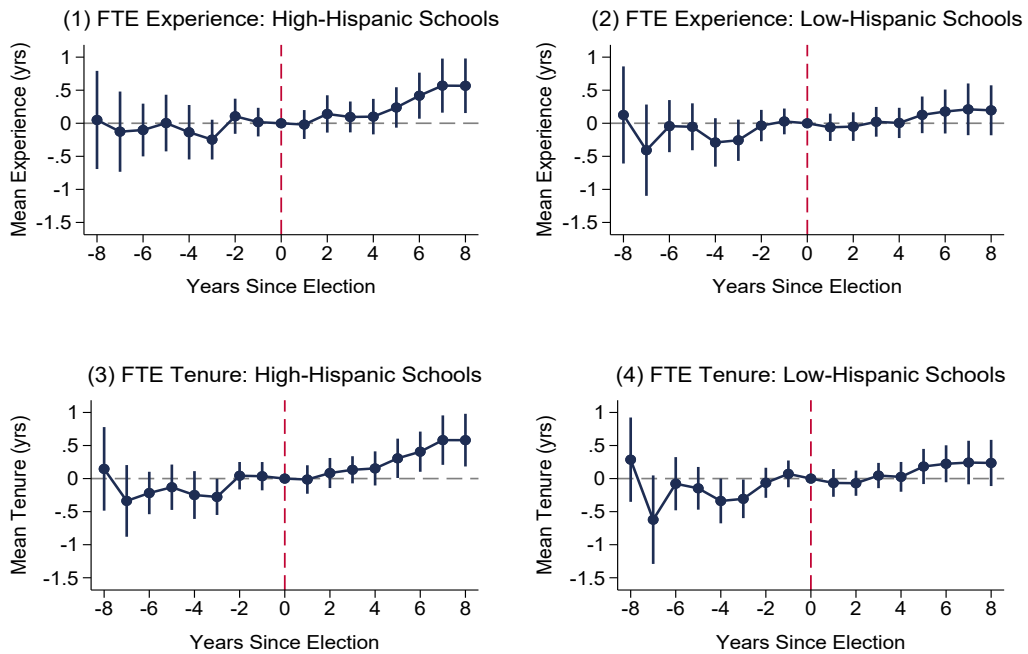 (1) FTE Experience: High-Hispanic Schools
Mean Experience (yrs)
1
.5
0
-.5
-1
-1.5
-8 -6 -4 -2 0 2 4 6 8
Years Since Election
(2) FTE Experience: Low-Hispanic Schools
Mean Experience (yrs)
1
.5
0
-.5
-1
-1.5
-8 -6 -4 -2 0 2 4 6 8
Years Since Election
(3) FTE Tenure: High-Hispanic Schools
Mean Tenure (yrs)
1
.5
0
-.5
-1
-1.5
-8 -6 -4 -2 0 2 4 6 8
Years Since Election
(4) FTE Tenure: Low-Hispanic Schools
Mean Tenure (yrs)
1
.5
0
-.5
-1
-1.5
-8 -6 -4 -2 0 2 4 6 8
Years Since Election